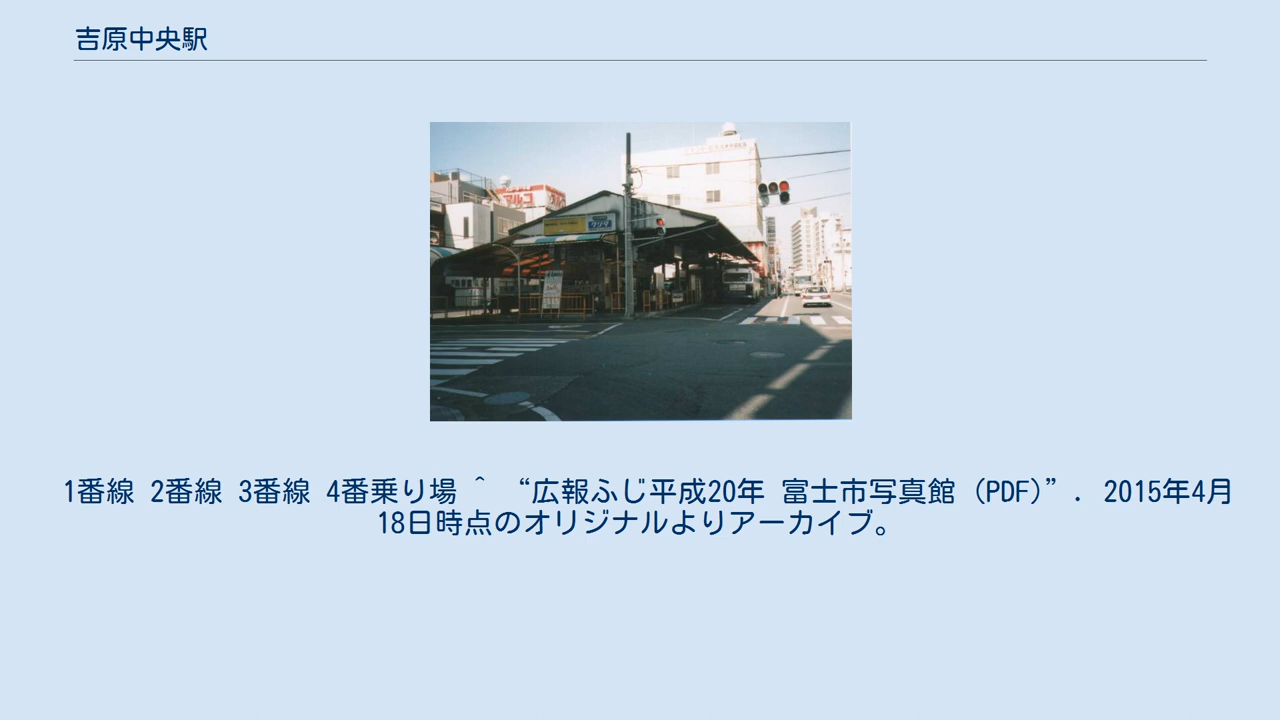 吉原中央駅
アルコ
1番線 2番線 3番線 4番乗り場 ^ “広報ふじ平成20年 富士市写真館 (PDF)”. 2015年4月
18日時点のオリジナルよりアーカイブ。